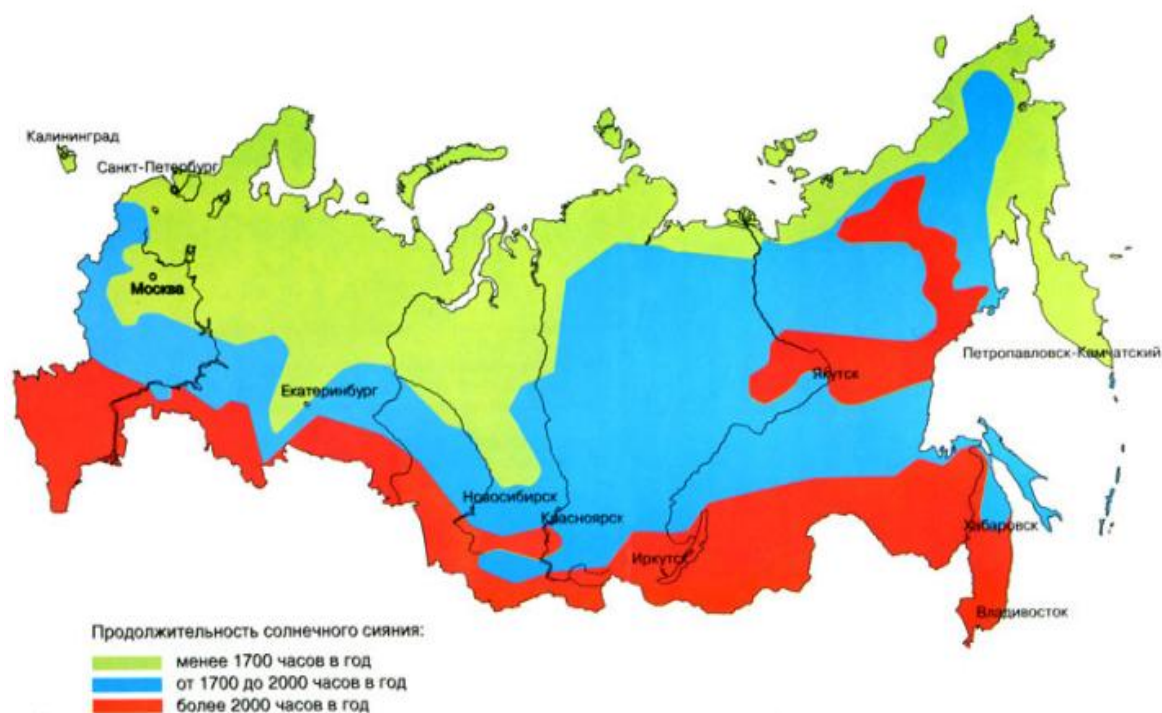 Калининград
Санкт-Петербург
Москва
Екатеринбург
Петропавловск-Камчатский
Якутск
Новосибирск
Красноярск
Хабаровск
Иркутск
Владивосток
Продолжительность солнечного сияния:
менее 1700 часов в год
от 1700 до 2000 часов в год
более 2000 часов в год